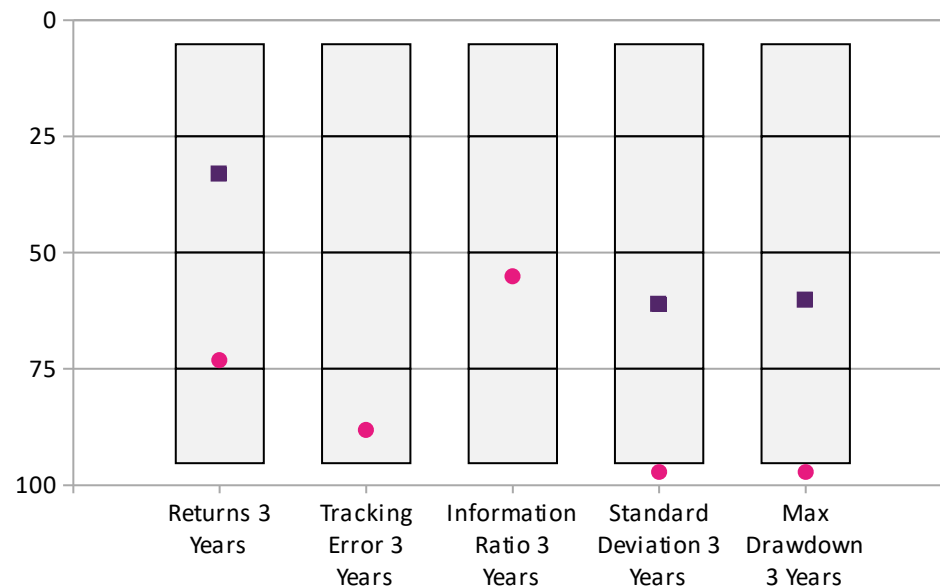 0
25
50
75
100
Returns 3
Years
Tracking
Error 3
Years
Information
Ratio 3
Years
Standard
Deviation 3
Years
Max
Drawdown
3 Years